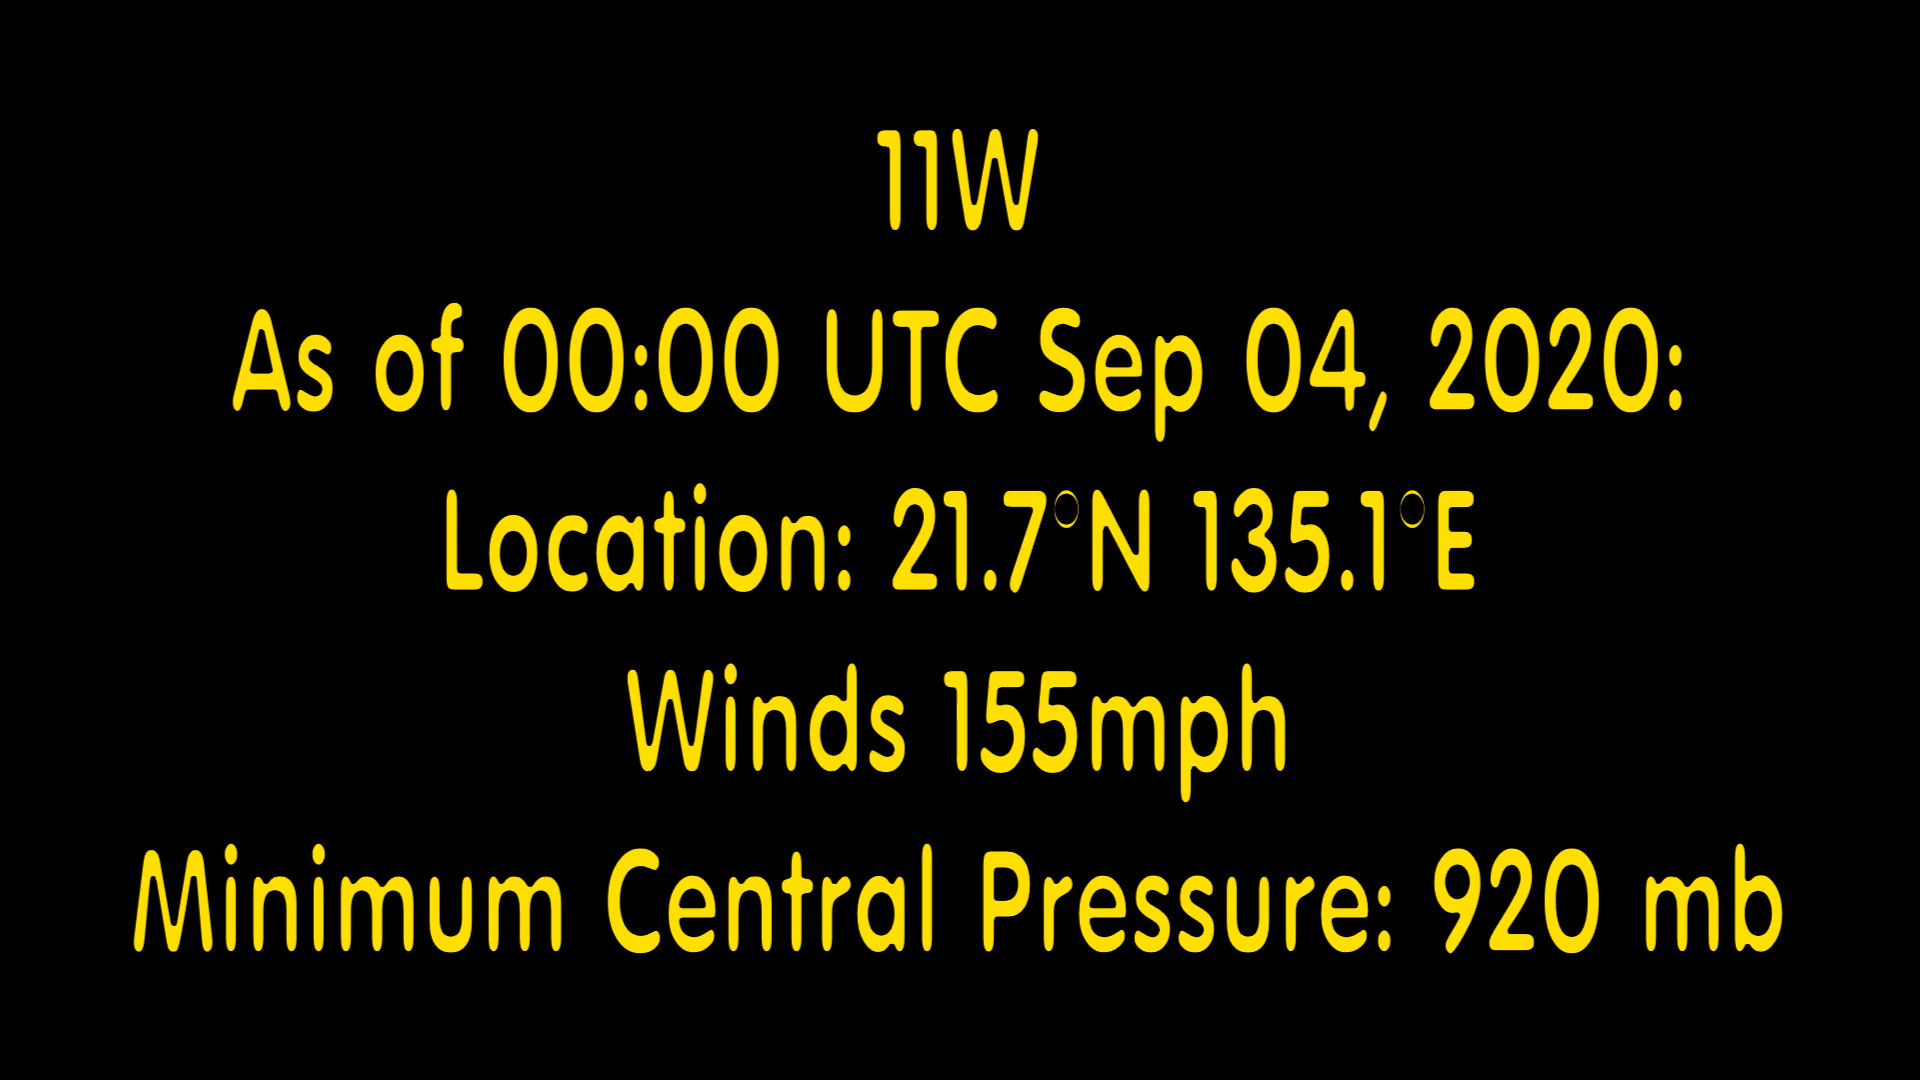 11W
As of 00:00 UTC Sep 04, 2020:
Location: 21.7°N 135.1°E
Winds 155mph
Minimum Central Pressure: 920 mb